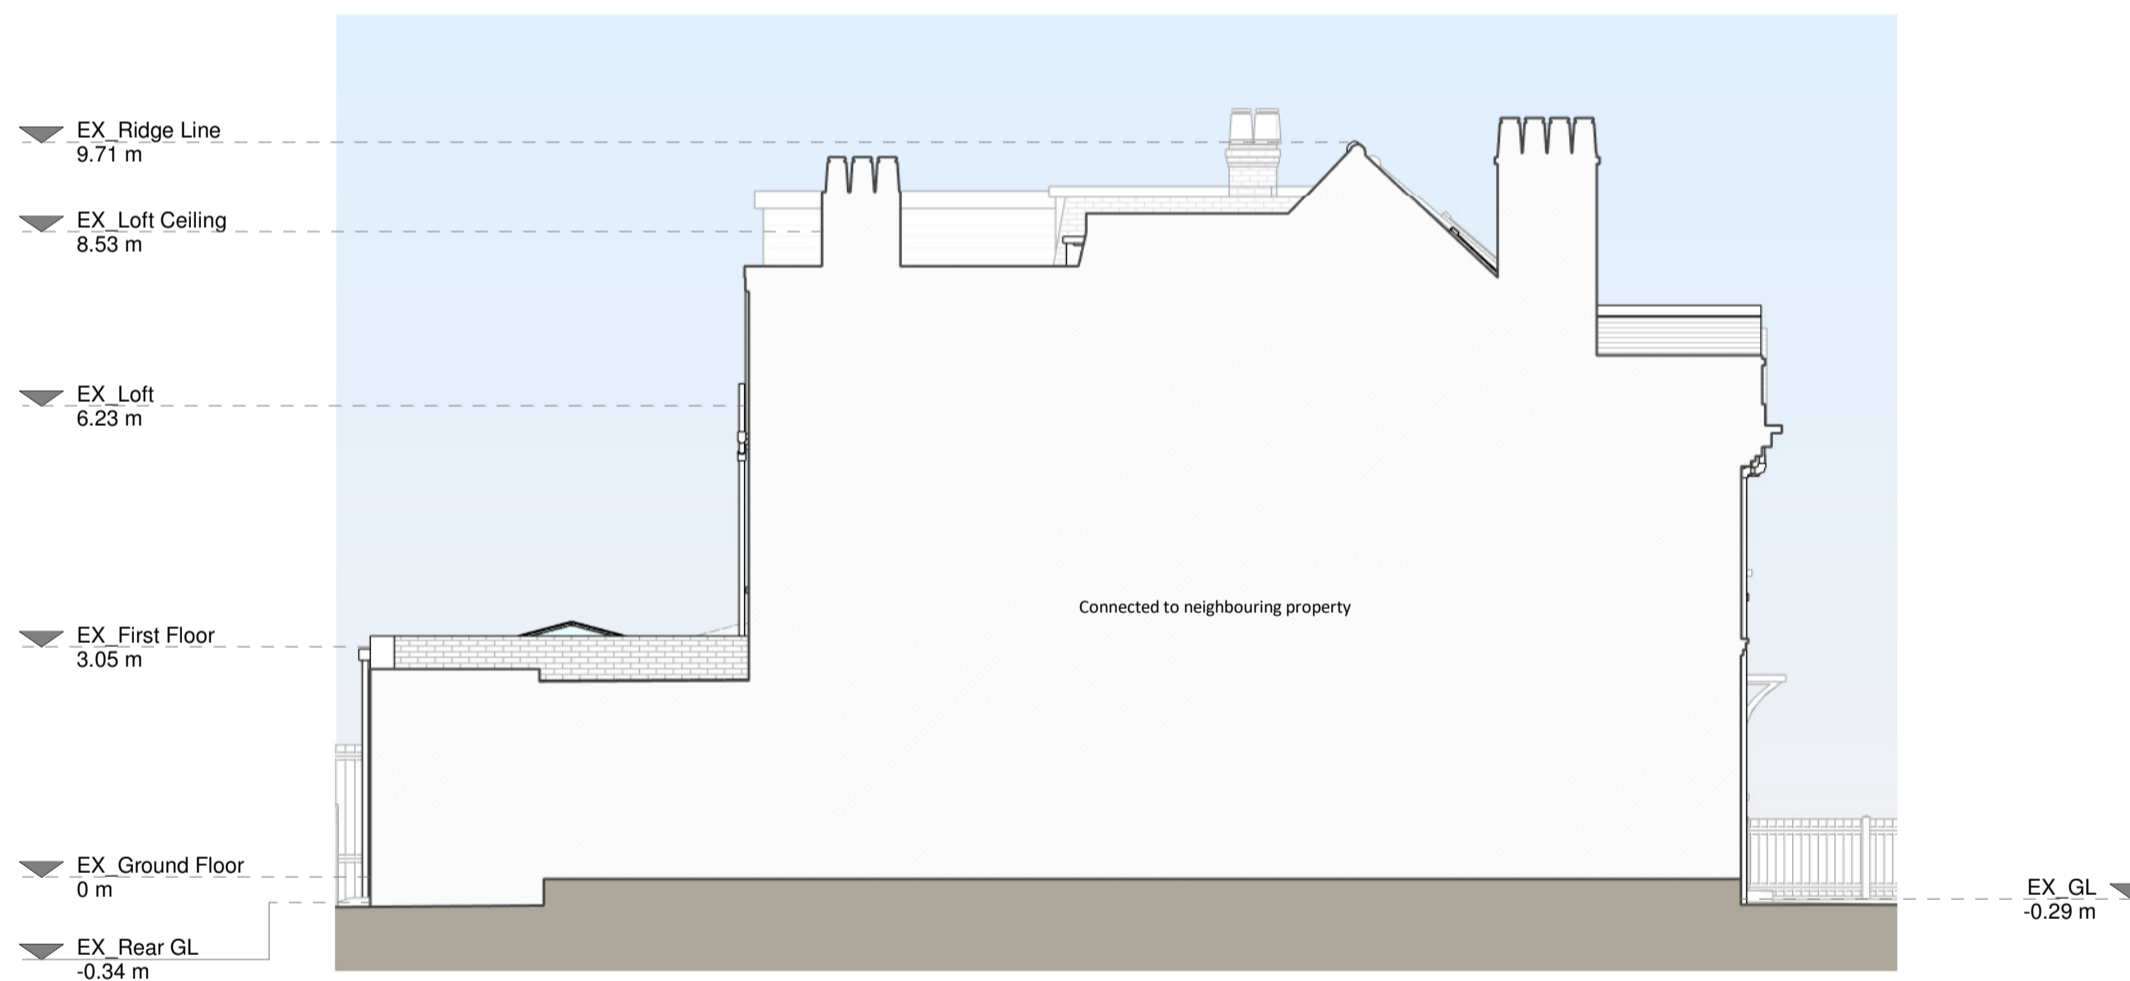 EX_Ridge Line
9.71 m
EX_Loft Ceiling
8.53 m
EX_Loft
6.23 m
Connected to neighbouring property
EX_First Floor
3.05 m
EX_Ground Floor
0 m
EX_GL
-0.29 m
EX_Rear GL
-0.34 m